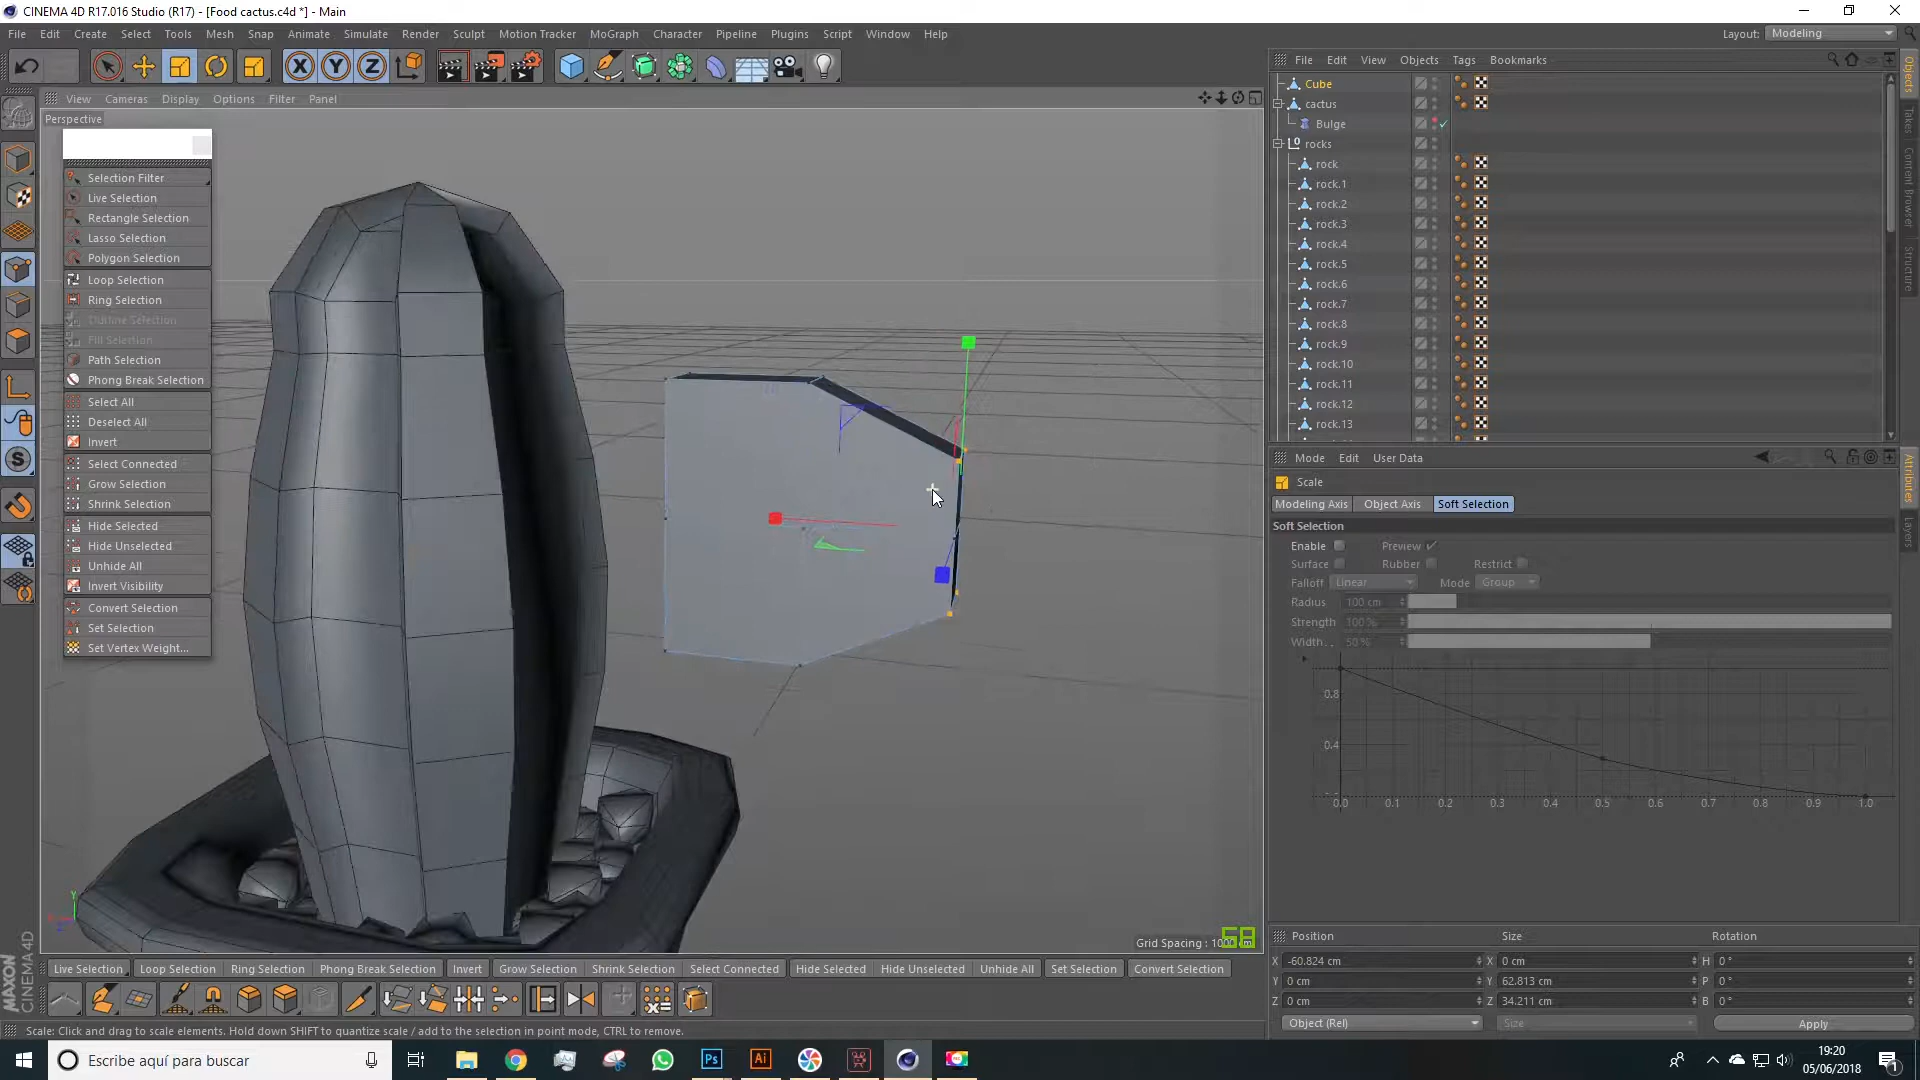 CINEMA 4D R17.016 Studio (R17) - [Food cactus.c4d *] - Main
File Edit Create Select Tools Mesh Snap Animate Simulate Render Sculpt Motion Tracker MoGraph Character Pipeline Plugins Script Window Help
Layout: Modeling
X Y Z
File Edit View Objects Tags Bookmarks
View Cameras Display Options Filter Panel
Perspective
Selection Filter
Live Selection
Rectangle Selection
Lasso Selection
Polygon Selection
Loop Selection
Ring Selection
Outline Selection
Fill Selection
Path Selection
Phong Break Selection
Select All
Deselect All
Invert
Select Connected
Grow Selection
Shrink Selection
Hide Selected
Hide Unselected
Unhide All
Invert Visibility
Convert Selection
Set Selection
Set Vertex Weight...
Cube
cactus
Bulge
rocks
rock
rock.1
rock.2
rock.3
rock.4
rock.5
rock.6
rock.7
rock.8
rock.9
rock.10
rock.11
rock.12
rock.13
Objects
Takes
Content Browser
Structure
Attributes
Layers
Mode Edit User Data
Scale
Modeling Axis Object Axis Soft Selection
Soft Selection
Enable Preview
Surface Rubber Restrict
Falloff Linear Mode Group
Radius 100 cm
Strength 100 %
Width.. 50 %
0.8
0.4
0.0 0.1 0.2 0.3 0.4 0.5 0.6 0.7 0.8 0.9 1.0
Y
Grid Spacing : 1000 cm
58
Live Selection Loop Selection Ring Selection Phong Break Selection Invert Grow Selection Shrink Selection Select Connected Hide Selected Hide Unselected Unhide All Set Selection Convert Selection
Position Size Rotation
X -60.824 cm X 0 cm H 0 °
Y 0 cm Y 62.813 cm P 0 °
Z 0 cm Z 34.211 cm B 0 °
Object (Rel) Size Apply
MAXON
CINEMA 4D
Scale: Click and drag to scale elements. Hold down SHIFT to quantize scale / add to the selection in point mode, CTRL to remove.
Escribe aquí para buscar
Ps
Ai
19:20
05/06/2018
1